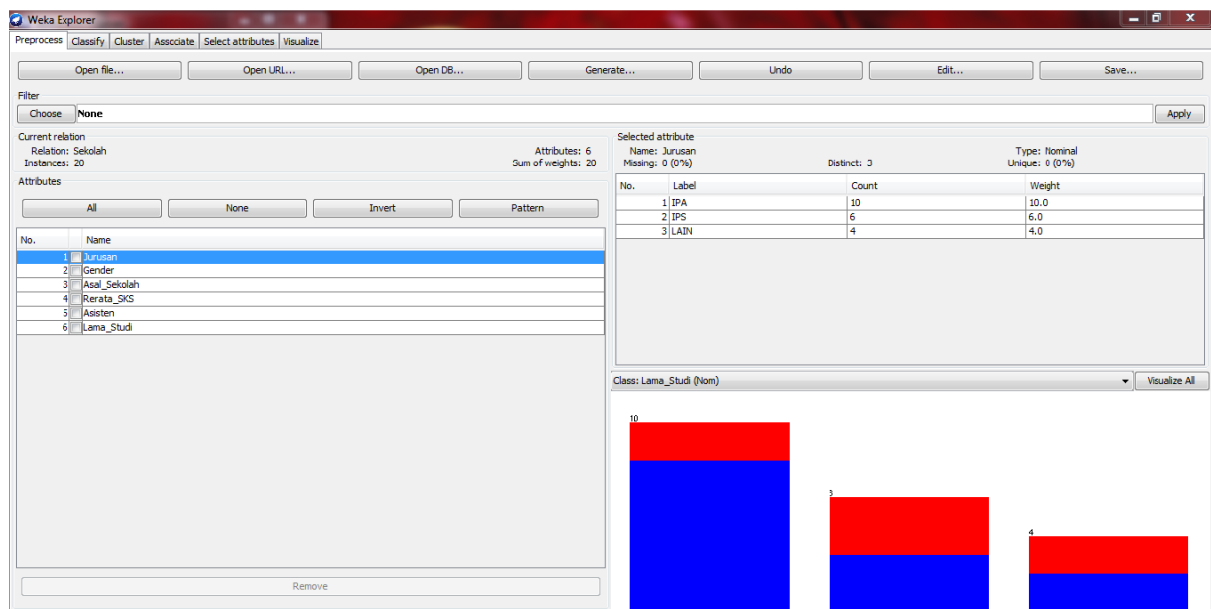 Weka Explorer
Preprocess Classify Cluster Asscciate Select attributes Visualize
Open file... Open URL... Open DB... Generate... Undo Edit... Save...
Filter
Choose None Apply
Current relation
Relation: Sekolah Attributes: 6
Instances: 20 Sum of weights: 20
Attributes
All None Invert Pattern
No. Name
1 Jurusan
2 Gender
3 Asal_Sekolah
4 Rerata_SKS
5 Asisten
6 Lama_Studi
Remove
Selected attribute
Name: Jurusan Type: Nominal
Missing: 0 (0%) Distinct: 3 Unique: 0 (0%)
No. Label Count Weight
1 IPA 10 10.0
2 IPS 6 6.0
3 LAIN 4 4.0
Class: Lama_Studi (Nom) Visualize All
10
4